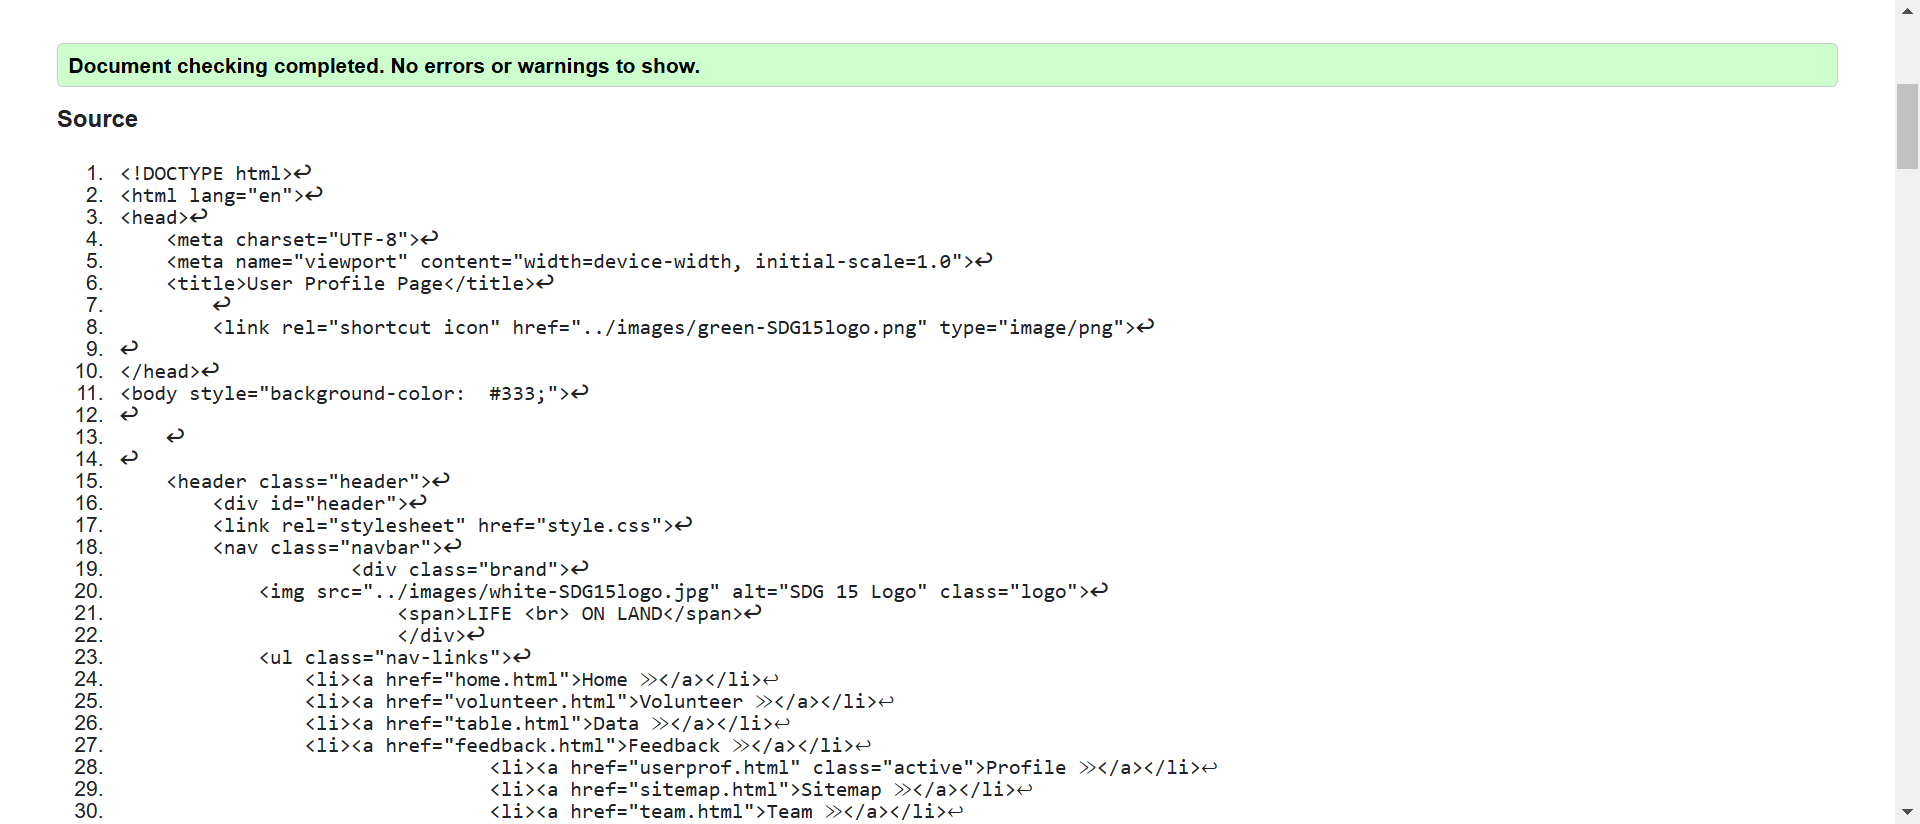 Document checking completed. No errors or warnings to show.
Source
1. <!DOCTYPE html>↩
2. <html lang="en">↩
3. <head>↩
4.     <meta charset="UTF-8">↩
5.     <meta name="viewport" content="width=device-width, initial-scale=1.0">↩
6.     <title>User Profile Page</title>↩
7.         ↩
8.         <link rel="shortcut icon" href="../images/green-SDG15logo.png" type="image/png">↩
9. ↩
10. </head>↩
11. <body style="background-color:  #333;">↩
12. ↩
13.     ↩
14. ↩
15.     <header class="header">↩
16.         <div id="header">↩
17.         <link rel="stylesheet" href="style.css">↩
18.         <nav class="navbar">↩
19.                     <div class="brand">↩
20.             <img src="../images/white-SDG15logo.jpg" alt="SDG 15 Logo" class="logo">↩
21.                         <span>LIFE <br> ON LAND</span>↩
22.                         </div>↩
23.             <ul class="nav-links">↩
24.                 <li><a href="home.html">Home ⨠</a></li>↩
25.                 <li><a href="volunteer.html">Volunteer ⨠</a></li>↩
26.                 <li><a href="table.html">Data ⨠</a></li>↩
27.                 <li><a href="feedback.html">Feedback ⨠</a></li>↩
28.                                 <li><a href="userprof.html" class="active">Profile ⨠</a></li>↩
29.                                 <li><a href="sitemap.html">Sitemap ⨠</a></li>↩
30.                                 <li><a href="team.html">Team ⨠</a></li>↩